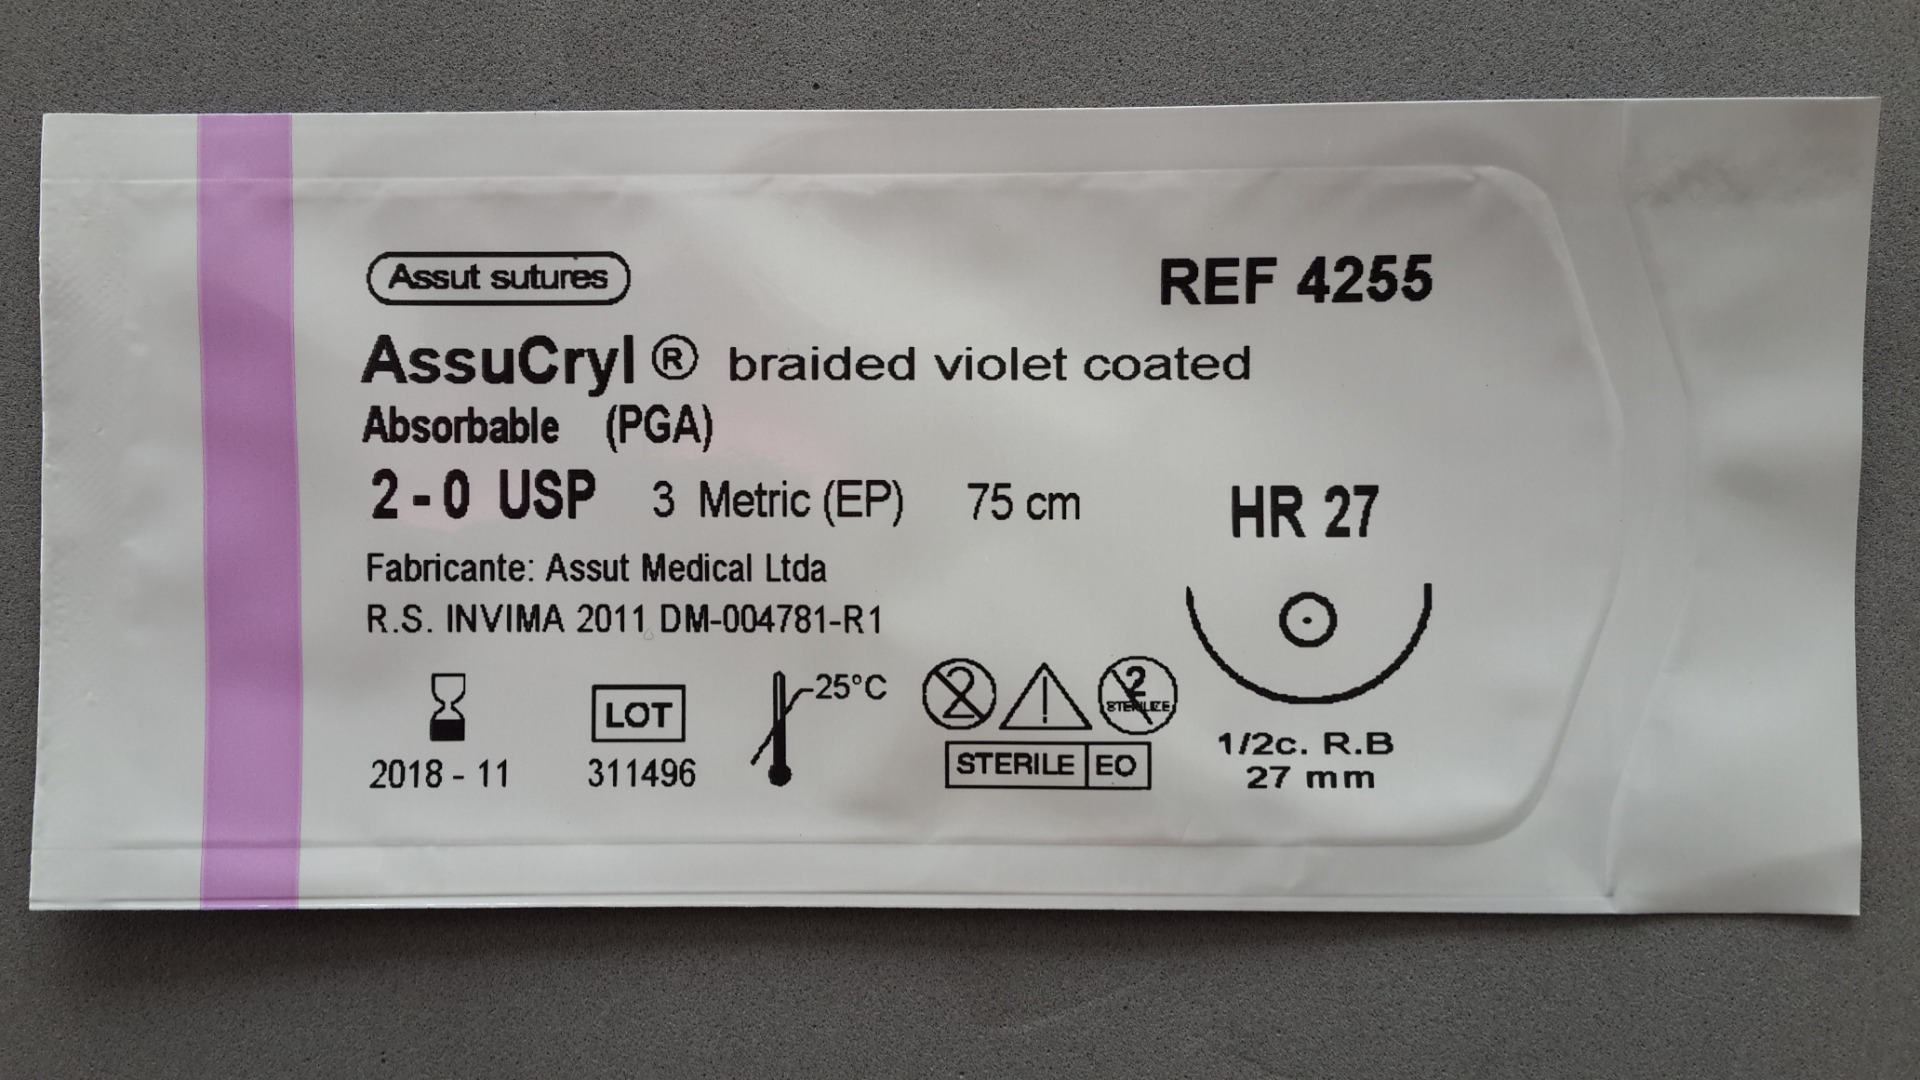 Assut sutures
REF 4255
AssuCryl ® braided violet coated
Absorbable (PGA)
2-0 USP 3 Metric (EP) 75 cm
HR 27
Fabricante: Assut Medical Ltda
R.S. INVIMA 2011 DM-004781-R1
25°C
2
2
STERILIZE
LOT
STERILE EO
1/2c. R.B
27 mm
2018 - 11
311496